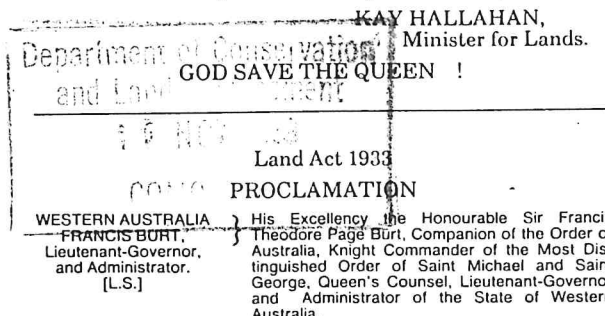 KAY HALLAHAN,
Minister for Lands.
Department of Conservation
GOD SAVE THE QUEEN !
and Land
Land Act 1933
PROCLAMATION
WESTERN AUSTRALIA
FRANCIS BURT,
Lieutenant-Governor,
and Administrator.
[L.S.]
} His Excellency the Honourable Sir Franci
Theodore Page Burt, Companion of the Order o
Australia, Knight Commander of the Most Dis
tinguished Order of Saint Michael and Sain
George, Queen's Counsel, Lieutenant-Governo
and Administrator of the State of Western
Australia.